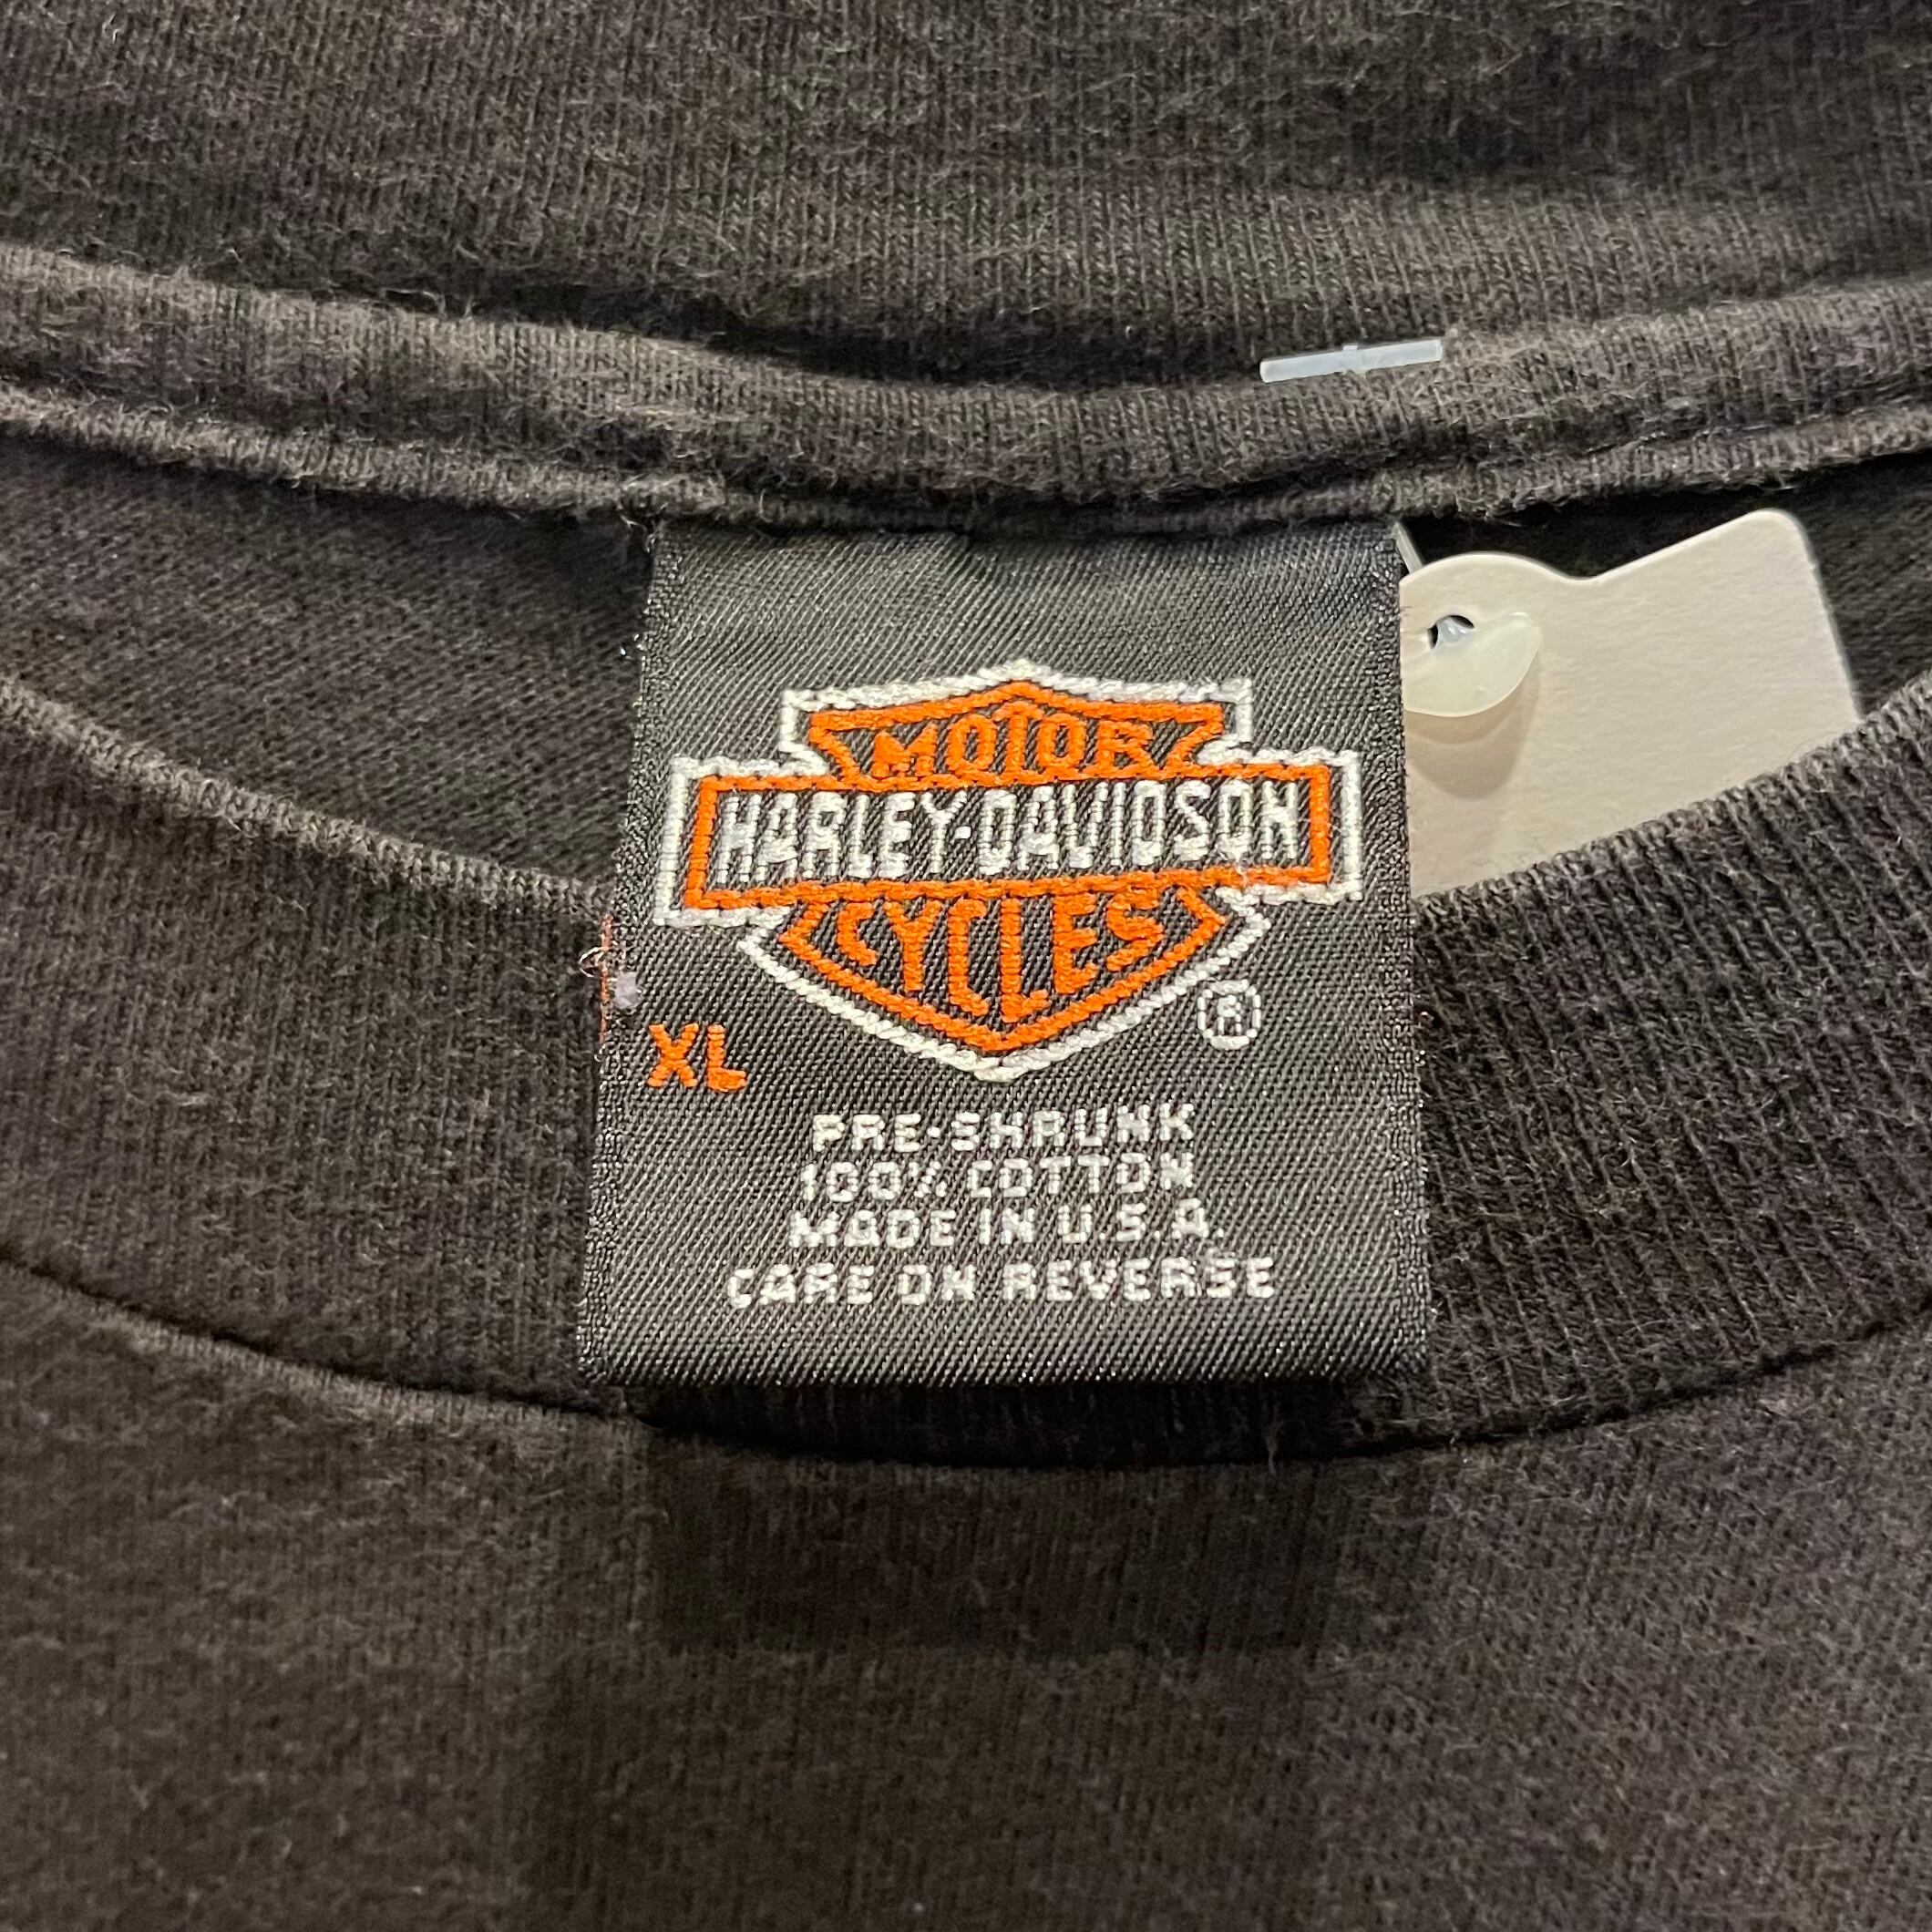 MOTOR
HARLEY-DAVIDSON
CYCLES
®
XL
PRE-SHRUNK
100% COTTON
MADE IN U.S.A.
CARE ON REVERSE